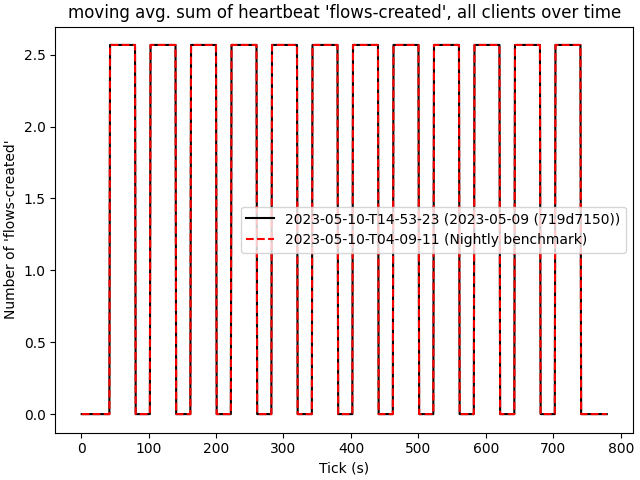 moving avg. sum of heartbeat 'flows-created', all clients over time
Number of 'flows-created'
2.5
2.0
1.5
1.0
0.5
0.0
2023-05-10-T14-53-23 (2023-05-09 (719d7150))
2023-05-10-T04-09-11 (Nightly benchmark)
0 100 200 300 400 500 600 700 800
Tick (s)